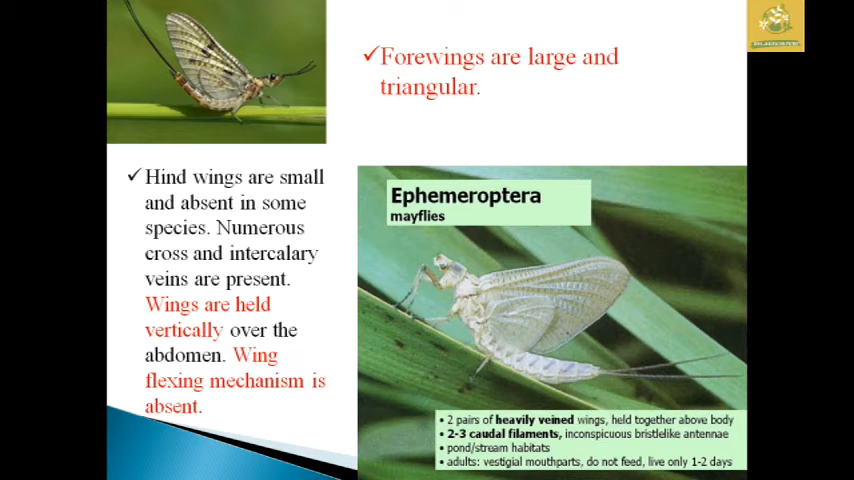 ✓Forewings are large and
triangular.
✓Hind wings are small
and absent in some
species. Numerous
cross and intercalary
veins are present.
Wings are held
vertically over the
abdomen. Wing
flexing mechanism is
absent.
Ephemeroptera
mayflies
• 2 pairs of heavily veined wings, held together above body
• 2-3 caudal filaments, inconspicuous bristlelike antennae
• pond/stream habitats
• adults: vestigial mouthparts, do not feed, live only 1-2 days